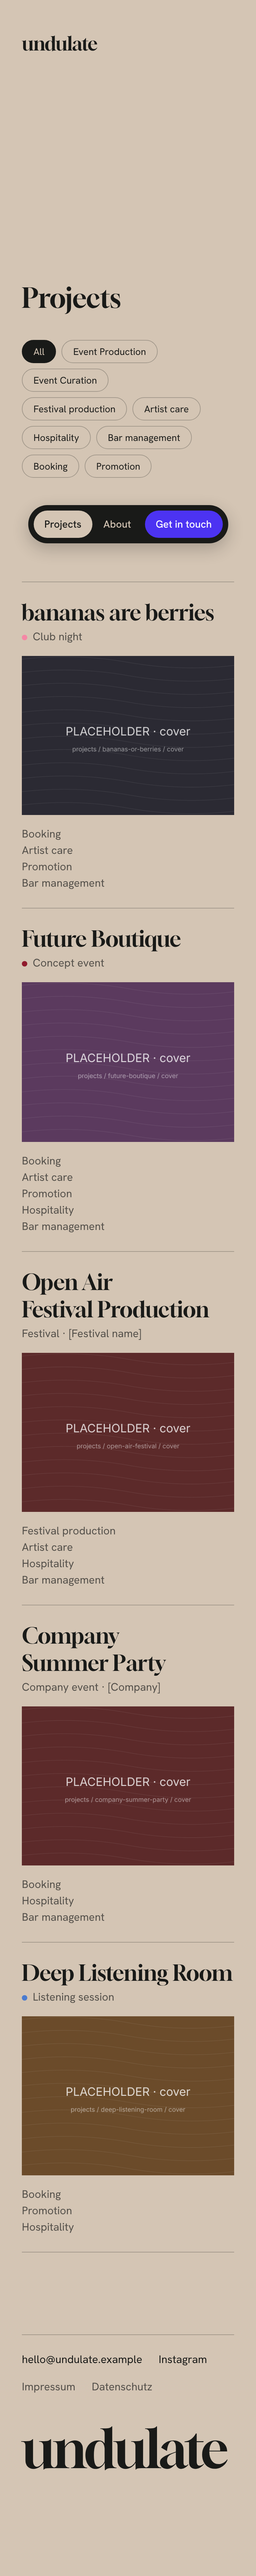 undulate
Projects
All
Event Production
Event Curation
Festival production
Artist care
Hospitality
Bar management
Booking
Promotion
Projects
About
Get in touch
bananas are berries
Club night
PLACEHOLDER · cover
projects / bananas-or-berries / cover
Booking
Artist care
Promotion
Bar management
Future Boutique
Concept event
PLACEHOLDER · cover
projects / future-boutique / cover
Booking
Artist care
Promotion
Hospitality
Bar management
Open Air
Festival Production
Festival · [Festival name]
PLACEHOLDER · cover
projects / open-air-festival / cover
Festival production
Artist care
Hospitality
Bar management
Company
Summer Party
Company event · [Company]
PLACEHOLDER · cover
projects / company-summer-party / cover
Booking
Hospitality
Bar management
Deep Listening Room
Listening session
PLACEHOLDER · cover
projects / deep-listening-room / cover
Booking
Promotion
Hospitality
hello@undulate.example
Instagram
Impressum
Datenschutz
undulate